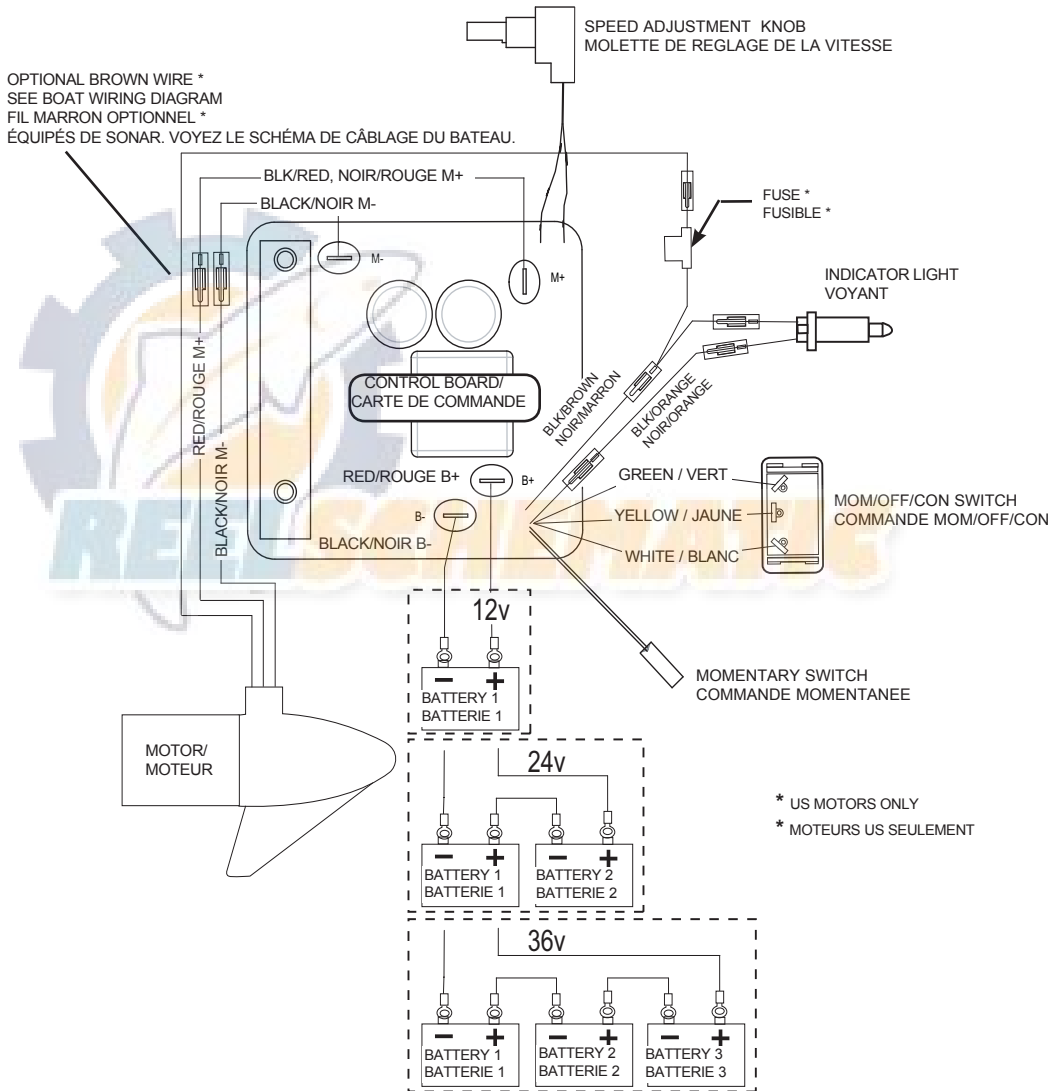 SPEED ADJUSTMENT KNOB
MOLETTE DE REGLAGE DE LA VITESSE
OPTIONAL BROWN WIRE *
SEE BOAT WIRING DIAGRAM
FIL MARRON OPTIONNEL *
ÉQUIPÉS DE SONAR. VOYEZ LE SCHÉMA DE CÂBLAGE DU BATEAU.
BLK/RED, NOIR/ROUGE M+
BLACK/NOIR M-
FUSE *
FUSIBLE *
M-
M+
INDICATOR LIGHT
VOYANT
RED/ROUGE M+
BLACK/NOIR M-
CONTROL BOARD/
CARTE DE COMMANDE
BLK/BROWN
NOIR/MARRON
BLK/ORANGE
NOIR/ORANGE
RED/ROUGE B+
B+
B-
BLACK/NOIR B-
GREEN / VERT
YELLOW / JAUNE
WHITE / BLANC
MOM/OFF/CON SWITCH
COMMANDE MOM/OFF/CON
REELSCHEMATIC
12v
– +
BATTERY 1
BATTERIE 1
MOMENTARY SWITCH
COMMANDE MOMENTANEE
MOTOR/
MOTEUR
24v
– + – +
BATTERY 1
BATTERIE 1
BATTERY 2
BATTERIE 2
* US MOTORS ONLY
* MOTEURS US SEULEMENT
36v
– + – + – +
BATTERY 1
BATTERIE 1
BATTERY 2
BATTERIE 2
BATTERY 3
BATTERIE 3